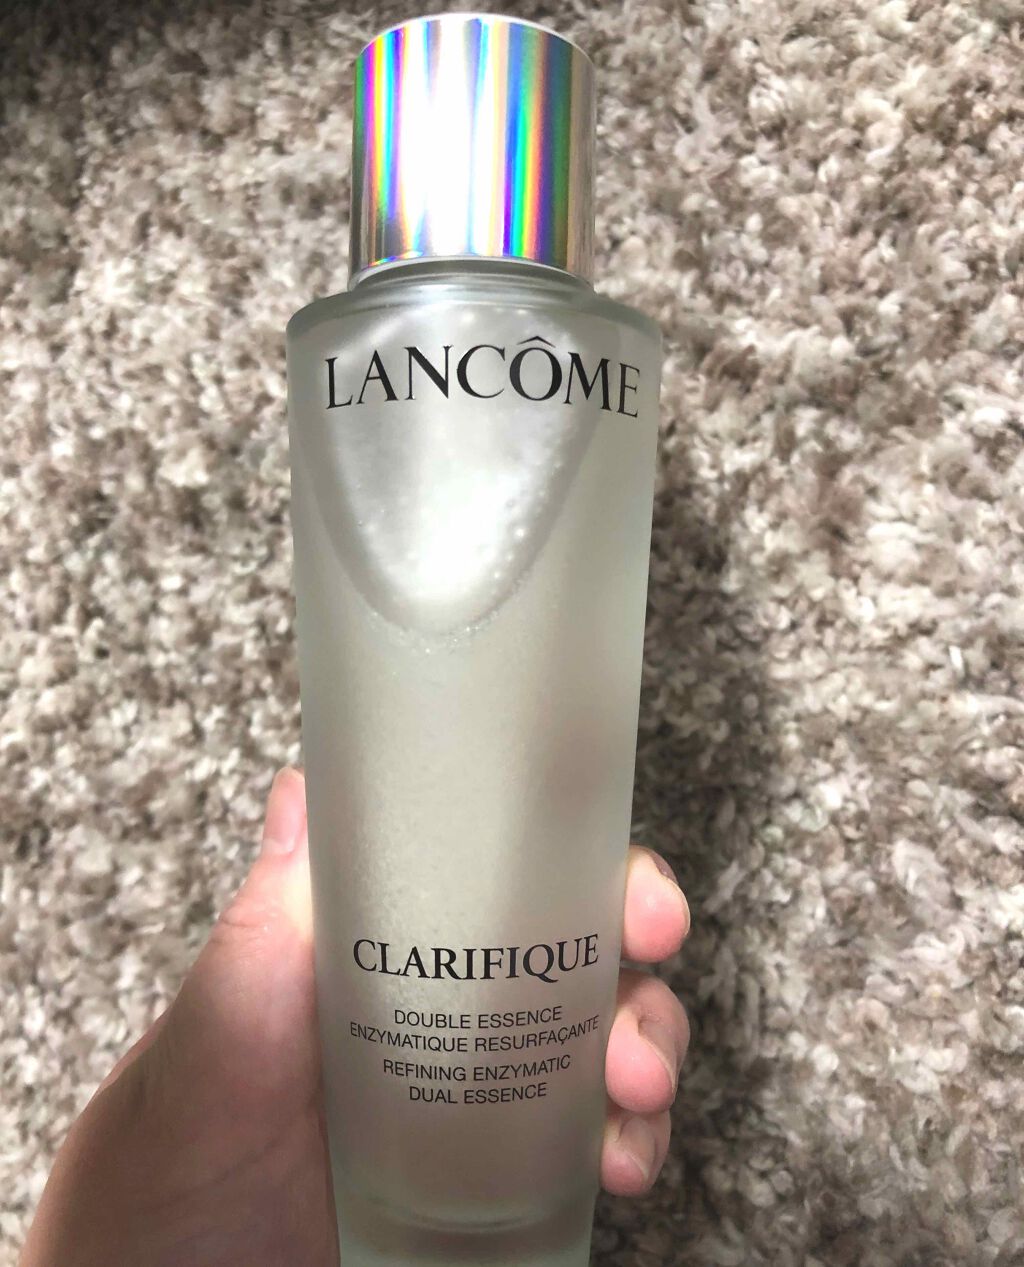 LANCÔME
CLARIFIQUE
DOUBLE ESSENCE
ENZYMATIQUE RESURFAÇANTE
REFINING ENZYMATIC
DUAL ESSENCE